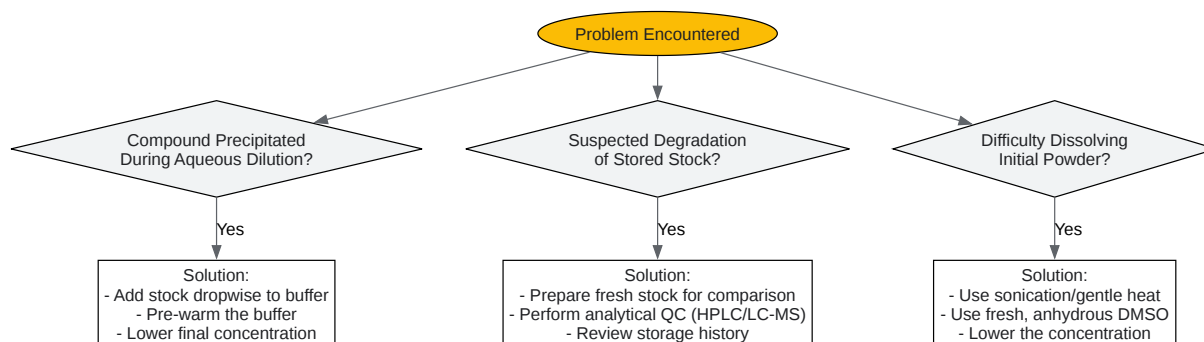 Problem Encountered
Compound Precipitated
During Aqueous Dilution?
Suspected Degradation
of Stored Stock?
Difficulty Dissolving
Initial Powder?
Yes
Yes
Yes
Solution:
- Add stock dropwise to buffer
- Pre-warm the buffer
- Lower final concentration
Solution:
- Prepare fresh stock for comparison
- Perform analytical QC (HPLC/LC-MS)
- Review storage history
Solution:
- Use sonication/gentle heat
- Use fresh, anhydrous DMSO
- Lower the concentration